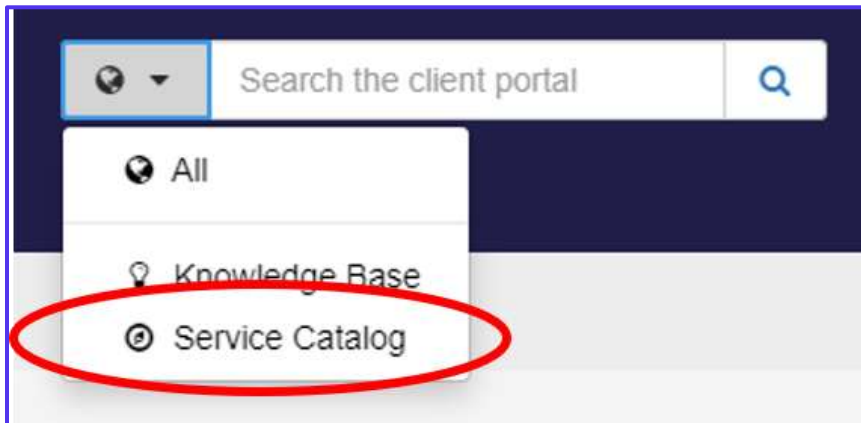 Search the client portal
All
Knowledge Base
Service Catalog